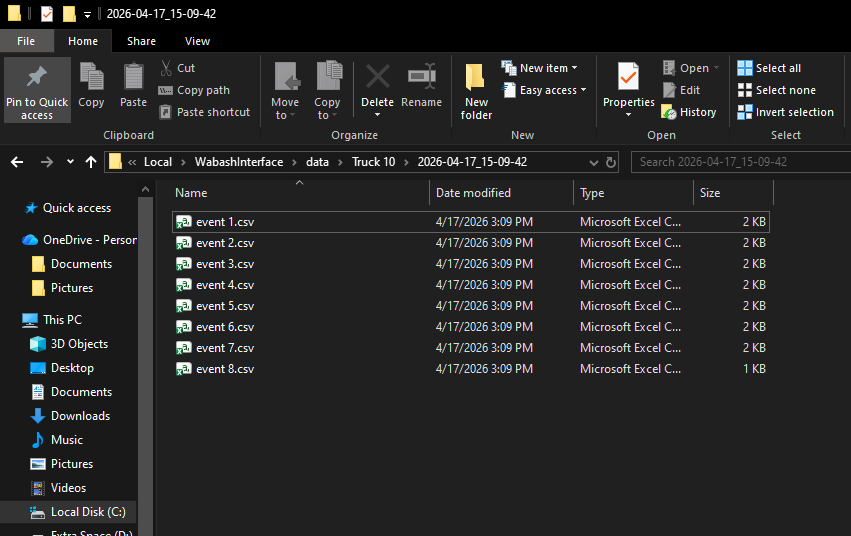 2026-04-17_15-09-42
File Home Share View
Pin to Quick access
Copy
Paste
Cut
Copy path
Paste shortcut
Clipboard
Move to
Copy to
Delete
Rename
Organize
New folder
New item
Easy access
New
Properties
Open
Edit
History
Open
Select all
Select none
Invert selection
Select
« Local > WabashInterface > data > Truck 10 > 2026-04-17_15-09-42
Search 2026-04-17_15-09-42
Quick access
OneDrive - Person
Documents
Pictures
This PC
3D Objects
Desktop
Documents
Downloads
Music
Pictures
Videos
Local Disk (C:)
Extra Space (D:)
Name Date modified Type Size
event 1.csv 4/17/2026 3:09 PM Microsoft Excel C... 2 KB
event 2.csv 4/17/2026 3:09 PM Microsoft Excel C... 2 KB
event 3.csv 4/17/2026 3:09 PM Microsoft Excel C... 2 KB
event 4.csv 4/17/2026 3:09 PM Microsoft Excel C... 2 KB
event 5.csv 4/17/2026 3:09 PM Microsoft Excel C... 2 KB
event 6.csv 4/17/2026 3:09 PM Microsoft Excel C... 2 KB
event 7.csv 4/17/2026 3:09 PM Microsoft Excel C... 2 KB
event 8.csv 4/17/2026 3:09 PM Microsoft Excel C... 1 KB